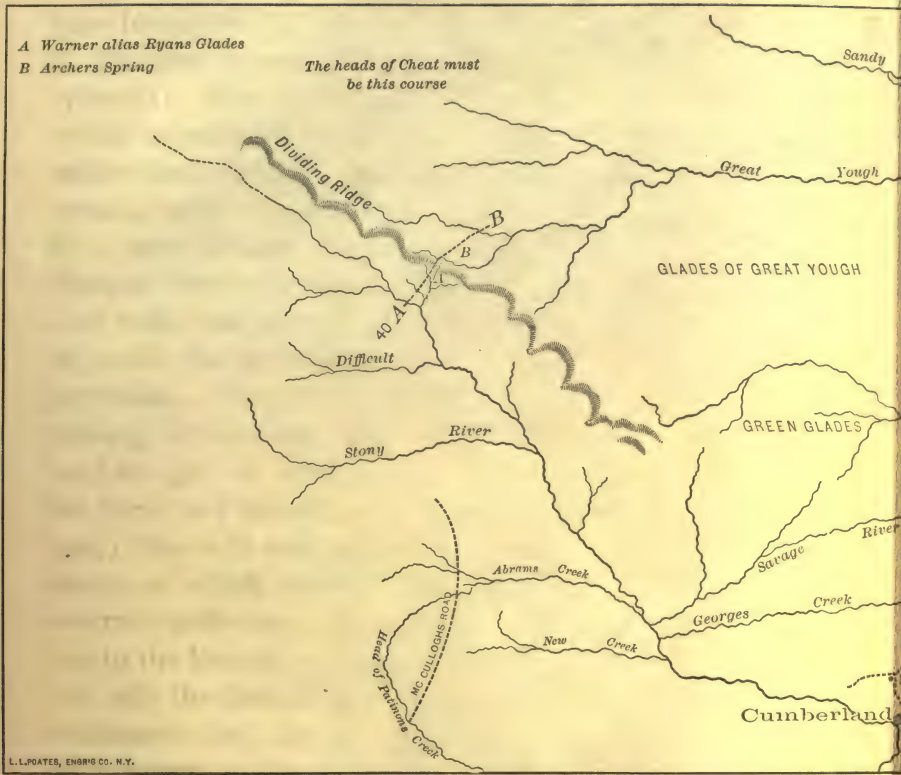 A Warner alias Ryans Glades
B Archers Spring
The heads of Cheat must
be this course
Sandy
Dividing Ridge
Great Yough
B
B
GLADES OF GREAT YOUGH
A
40
Difficult
GREEN GLADES
Stony River
Savage River
Abrams Creek
MC CULLOGHS ROAD
Georges Creek
Head of Patinons Creek
New Creek
Cumberland
L.L.POATES, ENGR'G CO. N.Y.